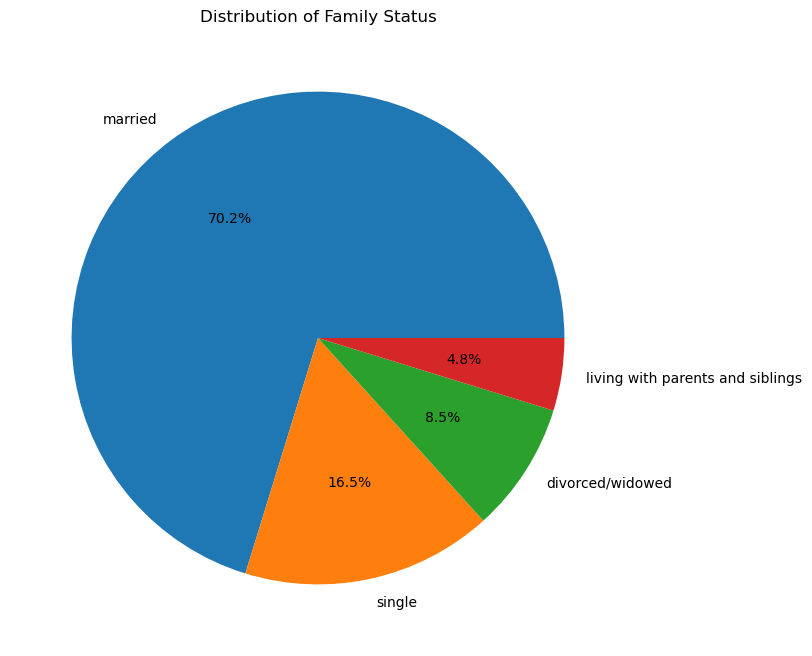 Distribution of Family Status
married
70.2%
4.8%
living with parents and siblings
8.5%
divorced/widowed
16.5%
single